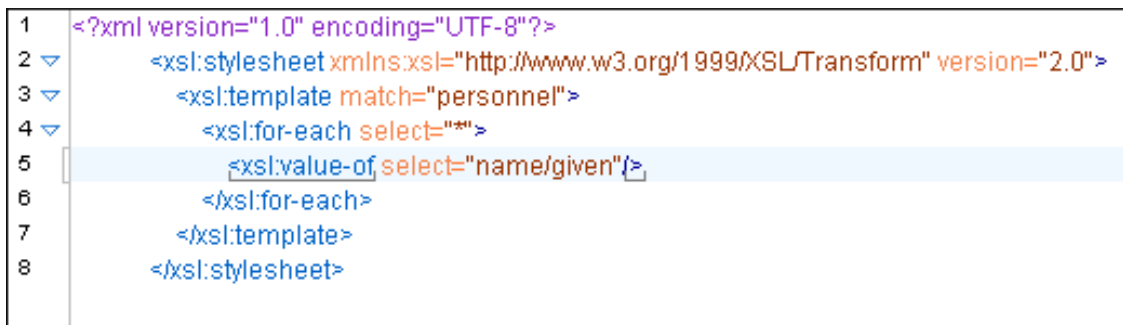 1 <?xml version="1.0" encoding="UTF-8"?>
2 <xsl:stylesheet xmlns:xsl="http://www.w3.org/1999/XSL/Transform" version="2.0">
3 <xsl:template match="personnel">
4 <xsl:for-each select="*">
5 <xsl:value-of select="name/given"/>
6 </xsl:for-each>
7 </xsl:template>
8 </xsl:stylesheet>